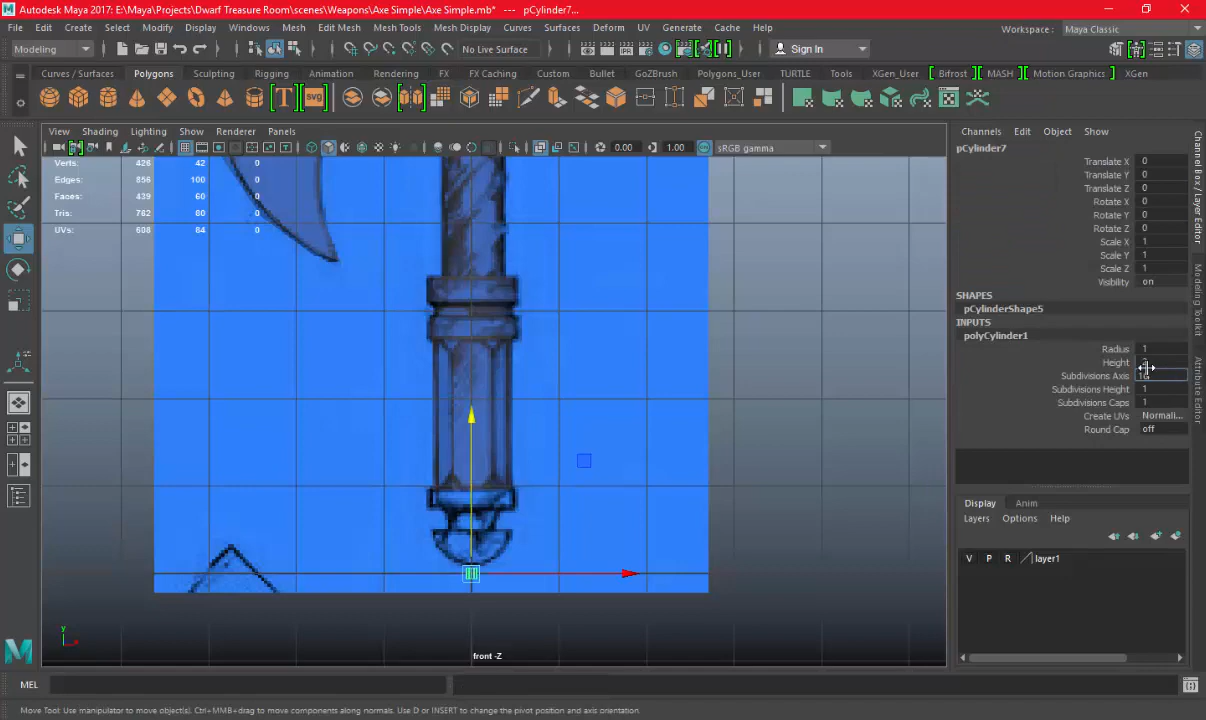 Autodesk Maya 2017: E:\Maya\Projects\Dwarf Treasure Room\scenes\Weapons\Axe Simple\Axe Simple.mb* --- pCylinder7...
File Edit Create Select Modify Display Windows Mesh Edit Mesh Mesh Tools Mesh Display Curves Surfaces Deform UV Generate Cache Help Workspace : Maya Classic
Modeling No Live Surface Sign In
Curves / Surfaces Polygons Sculpting Rigging Animation Rendering FX FX Caching Custom Bullet GoZBrush Polygons_User TURTLE Tools XGen_User Bifrost MASH Motion Graphics XGen
T svg
View Shading Lighting Show Renderer Panels
0.00 1.00 sRGB gamma
Verts: 426 42 0
Edges: 856 100 0
Faces: 439 60 0
Tris: 762 80 0
UVs: 608 84 0
y
x
front -Z
Channels Edit Object Show
pCylinder7
Translate X 0
Translate Y 0
Translate Z 0
Rotate X 0
Rotate Y 0
Rotate Z 0
Scale X 1
Scale Y 1
Scale Z 1
Visibility on
SHAPES
pCylinderShape5
INPUTS
polyCylinder1
Radius 1
Height
Subdivisions Axis
Subdivisions Height 1
Subdivisions Caps 1
Create UVs Normali...
Round Cap off
Display Anim
Layers Options Help
V P R layer1
Channel Box / Layer Editor
Modeling Toolkit
Attribute Editor
MEL
Move Tool: Use manipulator to move object(s). Ctrl+MMB+drag to move components along normals. Use D or INSERT to change the pivot position and axis orientation.